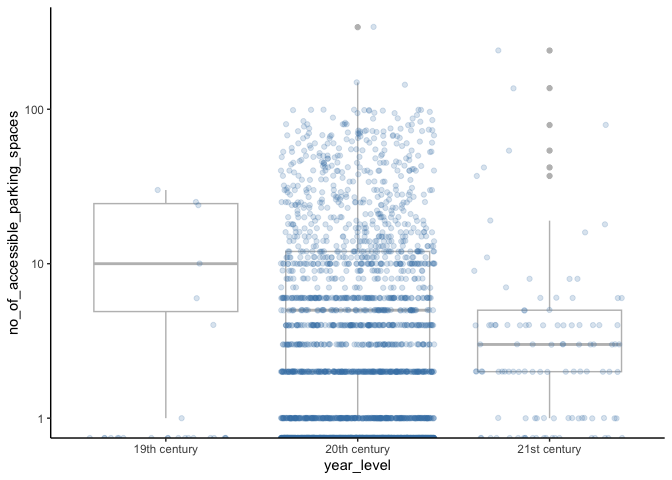 no_of_accessible_parking_spaces
100
10
1
19th century
20th century
21st century
year_level